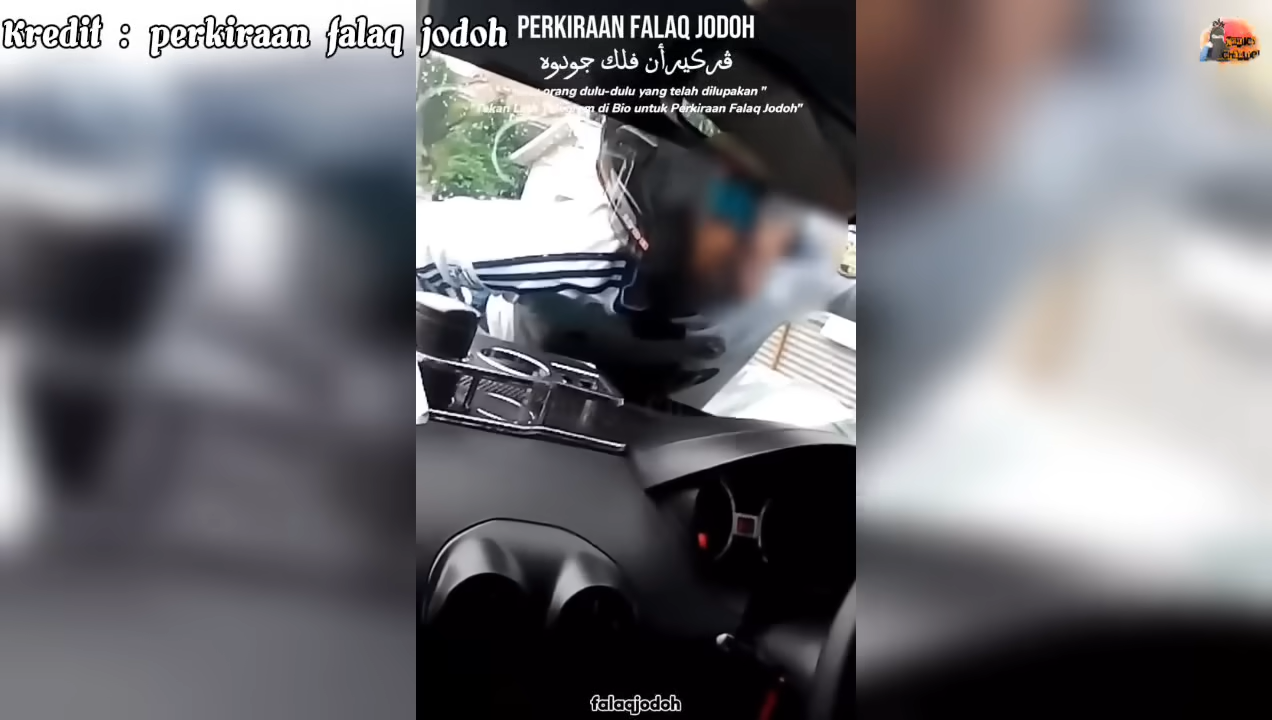 Kredit : perkiraan falaq jodoh
PERKIRAAN FALAQ JODOH
ڤرکيرأن فلك جودوه
orang dulu-dulu yang telah dilupakan "
di Bio untuk Perkiraan Falaq Jodoh"
falaqjodoh